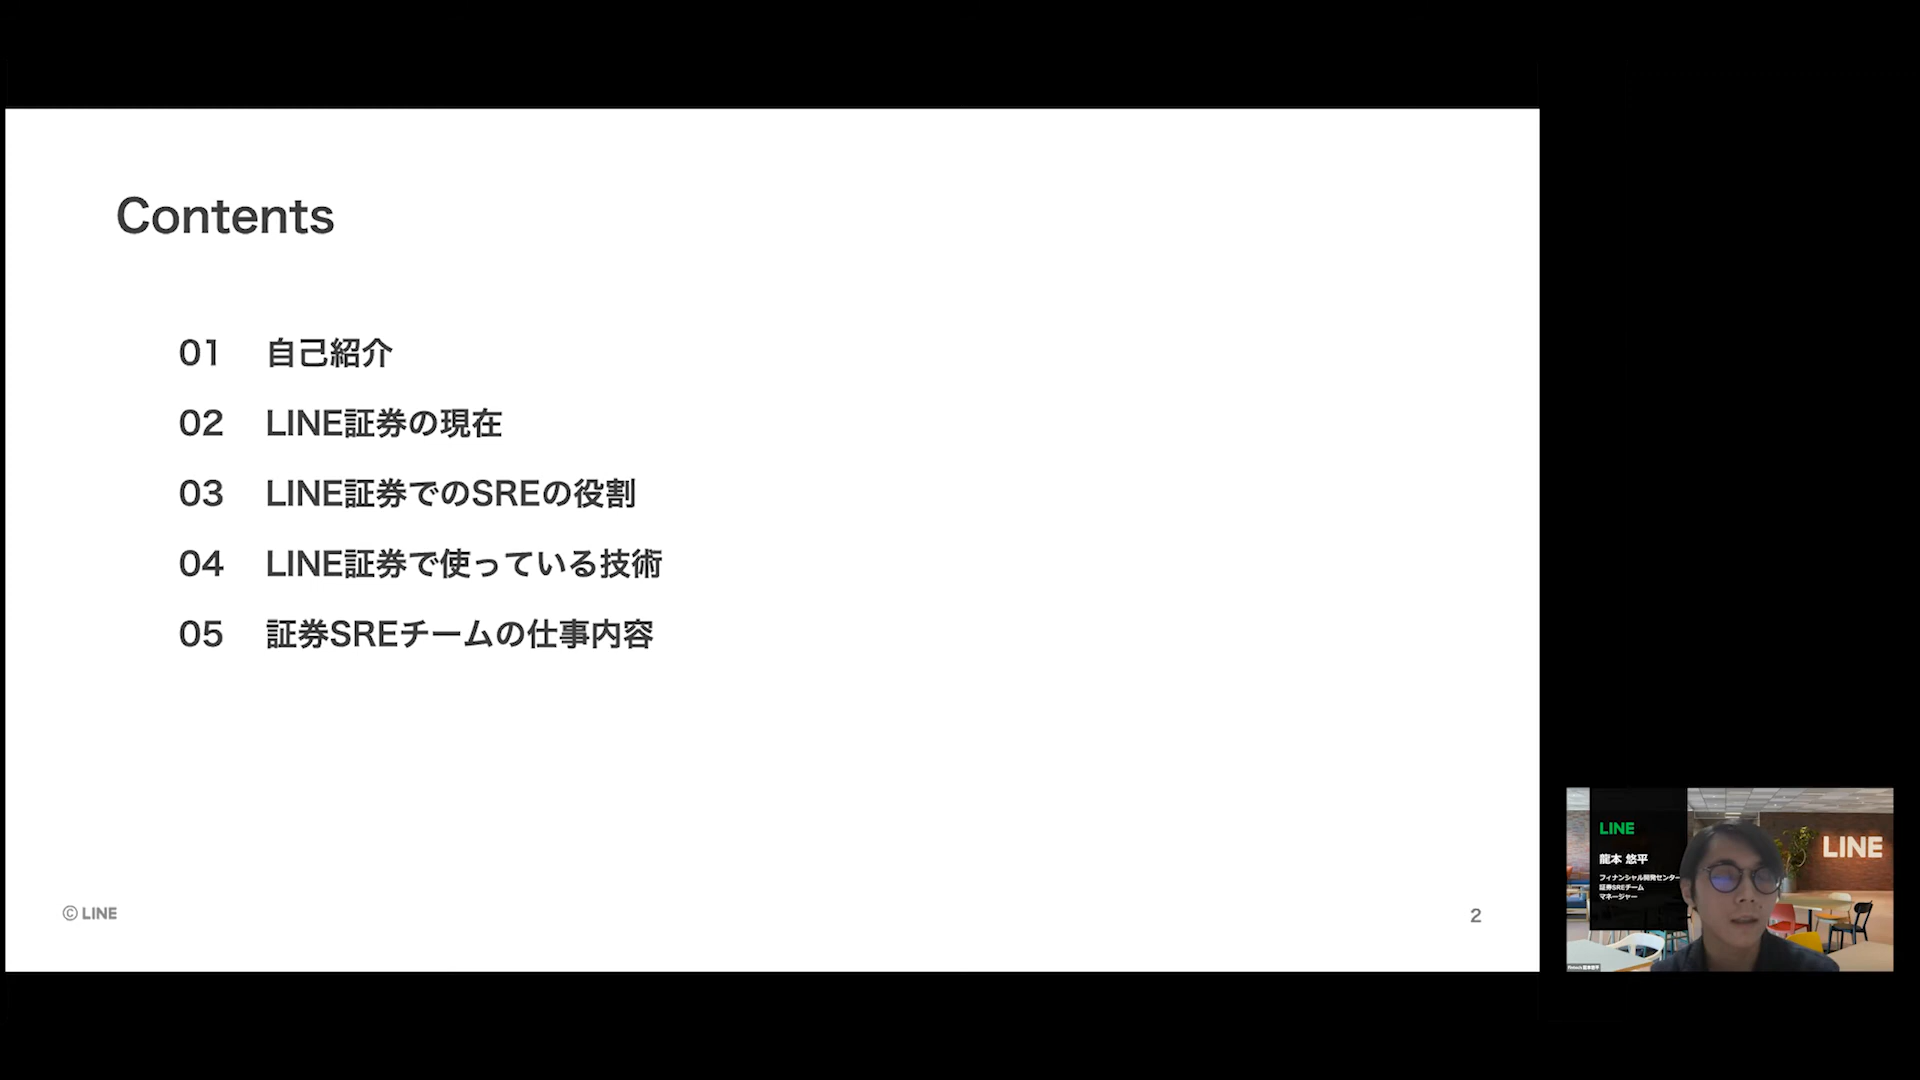 Contents
01 自己紹介
02 LINE証券の現在
03 LINE証券でのSREの役割
04 LINE証券で使っている技術
05 証券SREチームの仕事内容
© LINE
2
LINE
龍本 悠平
フィナンシャル開発センター
証券SREチーム
マネージャー
LINE